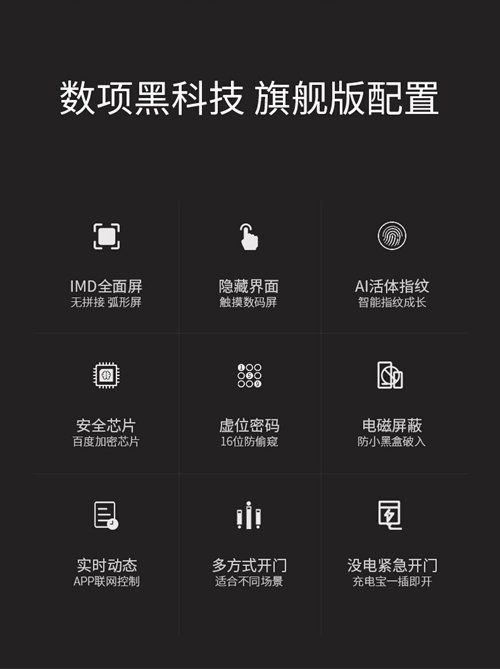 数项黑科技 旗舰版配置
IMD全面屏
无拼接 弧形屏
隐藏界面
触摸数码屏
AI活体指纹
智能指纹成长
安全芯片
百度加密芯片
虚位密码
16位防偷窥
电磁屏蔽
防小黑盒破入
实时动态
APP联网控制
多方式开门
适合不同场景
没电紧急开门
充电宝一插即开